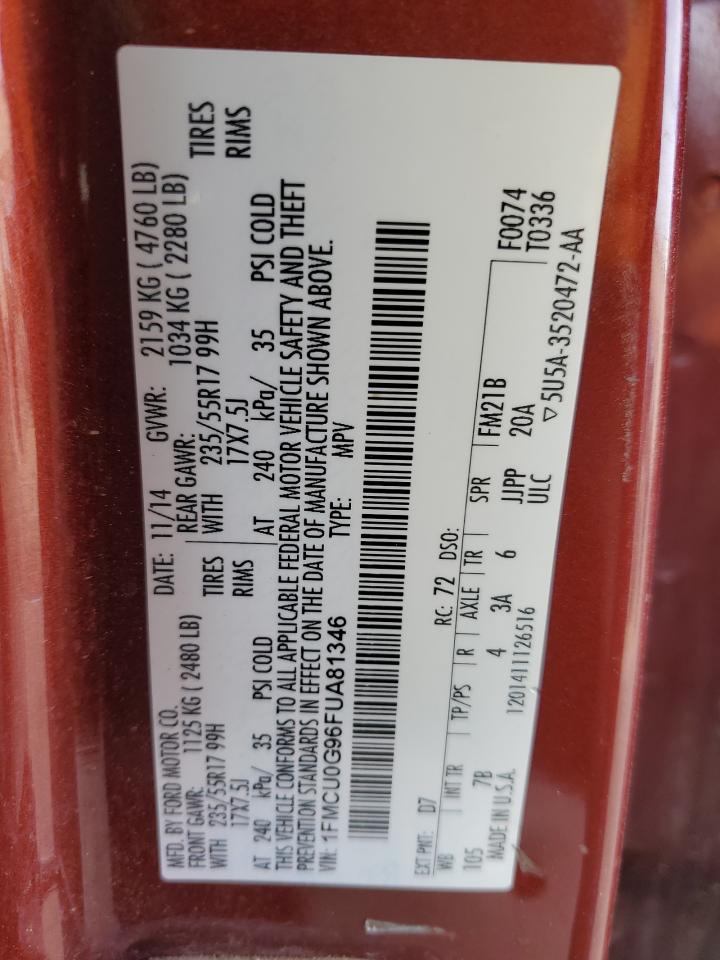 MFD. BY FORD MOTOR CO.
DATE: 11/14 GVWR: 2159 KG ( 4760 LB)
FRONT GAWR: 1125 KG ( 2480 LB) REAR GAWR: 1034 KG ( 2280 LB)
WITH 235/55R17 99H TIRES WITH 235/55R17 99H TIRES
17X7.5J RIMS 17X7.5J RIMS
AT 240 kPa/ 35 PSI COLD AT 240 kPa/ 35 PSI COLD
THIS VEHICLE CONFORMS TO ALL APPLICABLE FEDERAL MOTOR VEHICLE SAFETY AND THEFT
PREVENTION STANDARDS IN EFFECT ON THE DATE OF MANUFACTURE SHOWN ABOVE.
VIN: 1FMCU0G96FUA81346 TYPE: MPV
EXT PNT: D7 RC: 72 DSO: F0074
WB INT TR TP/PS R AXLE TR SPR FM21B T0336
105 7B 4 3A 6 JJPP 20A
MADE IN U.S.A. 1201411126516 ULC ▽5U5A-3520472-AA